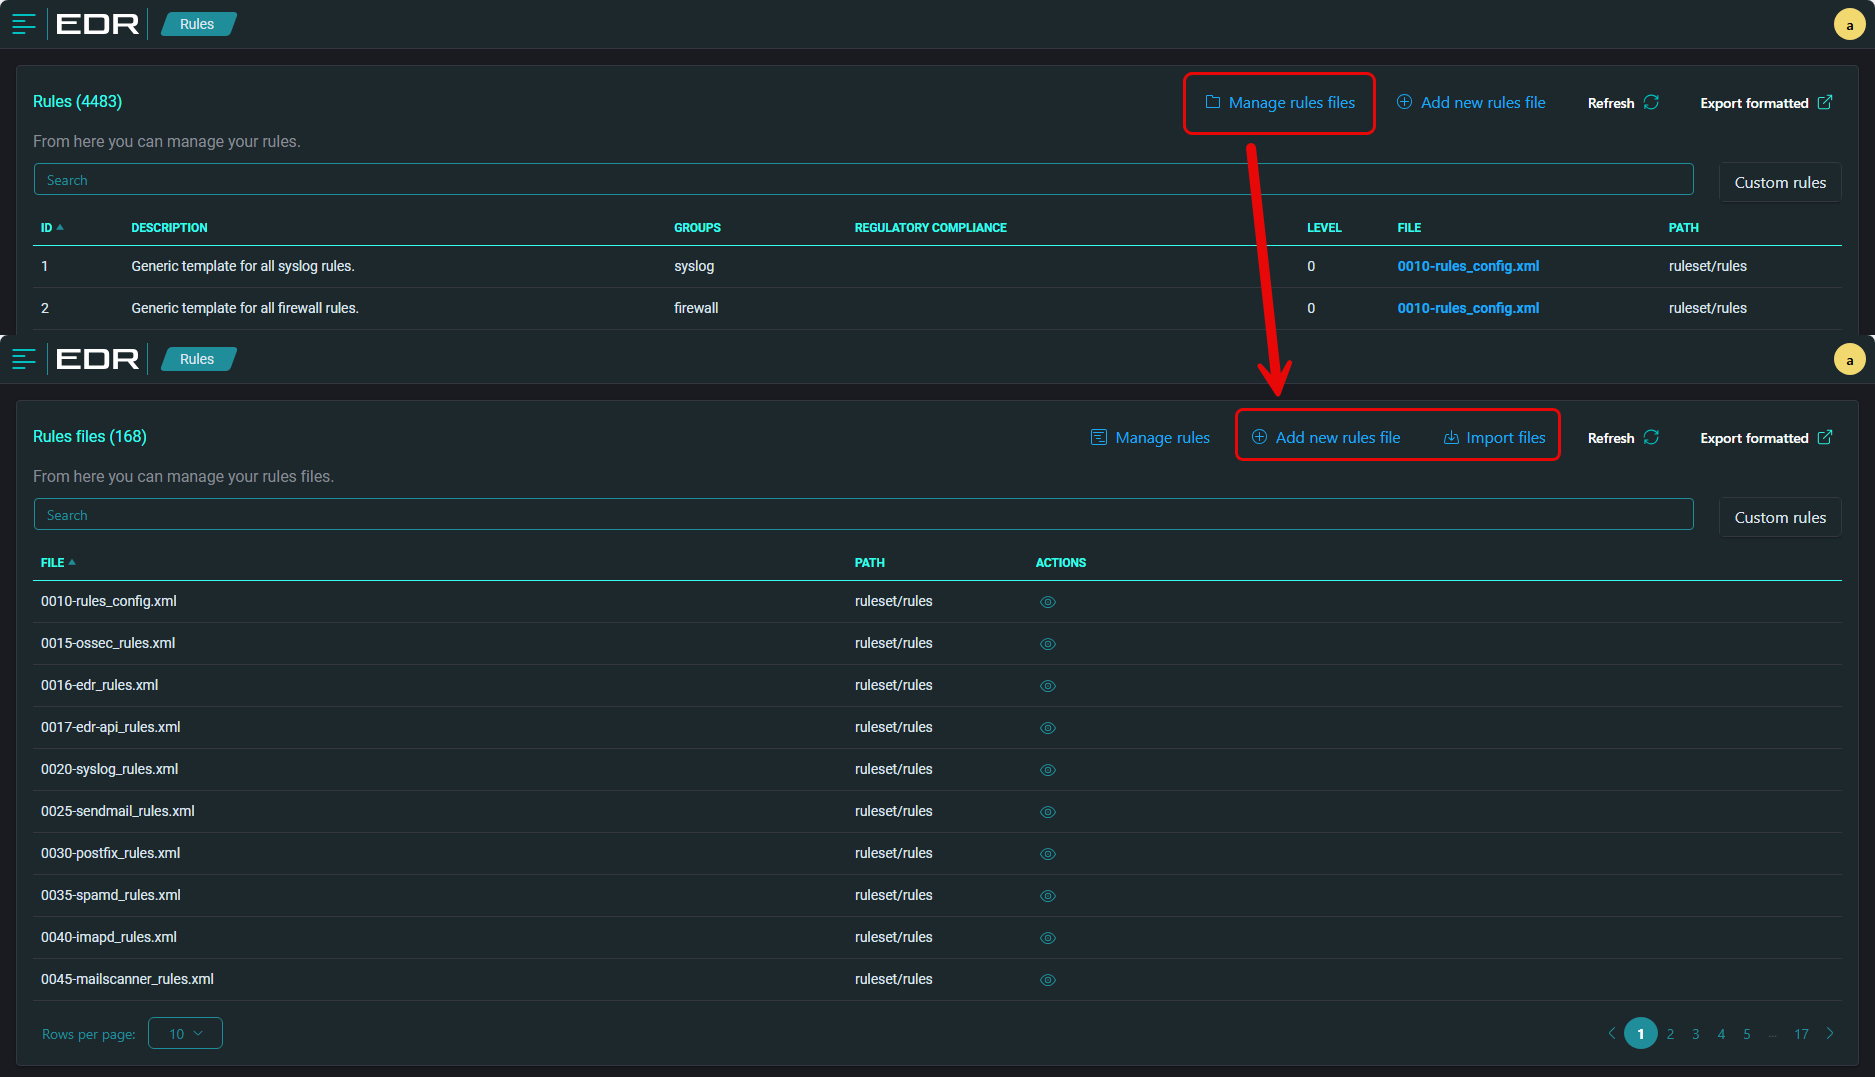 EDR Rules a
Rules (4483) Manage rules files Add new rules file Refresh Export formatted
From here you can manage your rules.
Search Custom rules
ID DESCRIPTION GROUPS REGULATORY COMPLIANCE LEVEL FILE PATH
1 Generic template for all syslog rules. syslog 0 0010-rules_config.xml ruleset/rules
2 Generic template for all firewall rules. firewall 0 0010-rules_config.xml ruleset/rules
EDR Rules a
Rules files (168) Manage rules Add new rules file Import files Refresh Export formatted
From here you can manage your rules files.
Search Custom rules
FILE PATH ACTIONS
0010-rules_config.xml ruleset/rules
0015-ossec_rules.xml ruleset/rules
0016-edr_rules.xml ruleset/rules
0017-edr-api_rules.xml ruleset/rules
0020-syslog_rules.xml ruleset/rules
0025-sendmail_rules.xml ruleset/rules
0030-postfix_rules.xml ruleset/rules
0035-spamd_rules.xml ruleset/rules
0040-imapd_rules.xml ruleset/rules
0045-mailscanner_rules.xml ruleset/rules
Rows per page: 10 1 2 3 4 5 ... 17